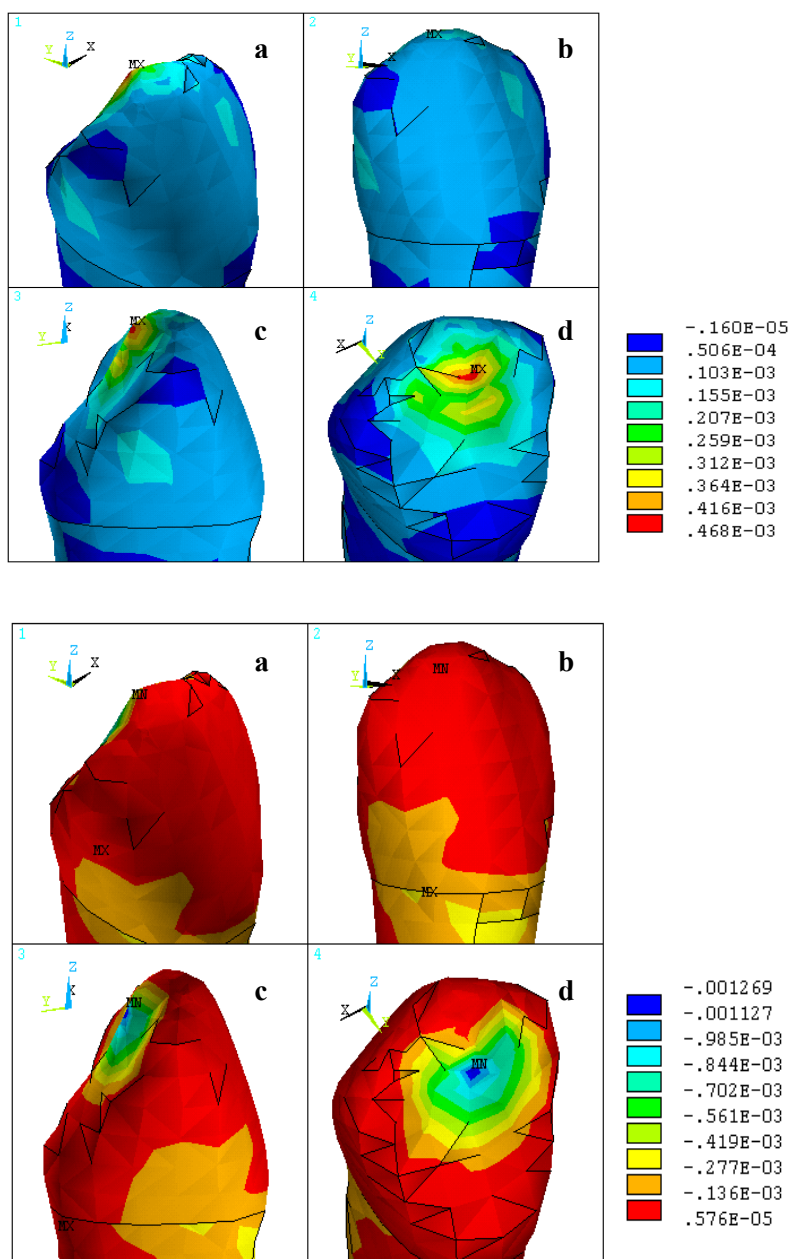 1
a
Z
Y
X
MX
2
b
Z
X
MX
3
c
Z
X
Y
MX
4
d
Z
X
Y
MX
-.160E-05
.506E-04
.103E-03
.155E-03
.207E-03
.259E-03
.312E-03
.364E-03
.416E-03
.468E-03
1
a
Z
X
Y
MN
MX
2
b
Z
X
MN
MX
3
c
Z
X
Y
MN
MX
4
d
Z
X
Y
MN
-.001269
-.001127
-.985E-03
-.844E-03
-.702E-03
-.561E-03
-.419E-03
-.277E-03
-.136E-03
.576E-05